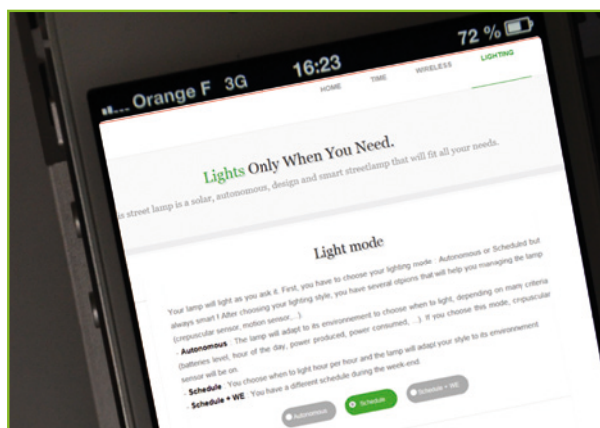 Orange F 3G 16:23 72 %
HOME TIME WIRELESS LIGHTING
Lights Only When You Need.
is street lamp is a solar, autonomous, design and smart streetlamp that will fit all your needs.
Light mode
Your lamp will light as you ask it. First, you have to choose your lighting mode : Autonomous or Scheduled but
always smart ! After choosing your lighting style, you have several otpions that will help you managing the lamp
(crepuscular sensor, motion sensor,...)
- Autonomous : The lamp will adapt to its environnement to choose when to light, depending on many criteria
(batteries level, hour of the day, power produced, power consumed, ...). If you choose this mode, crepuscular
sensor will be on.
- Schedule : You choose when to light hour per hour and the lamp will adapt your style to its environnement
- Schedule + WE : You have a different schedule during the week-end.
Autonomous Schedule Schedule + WE